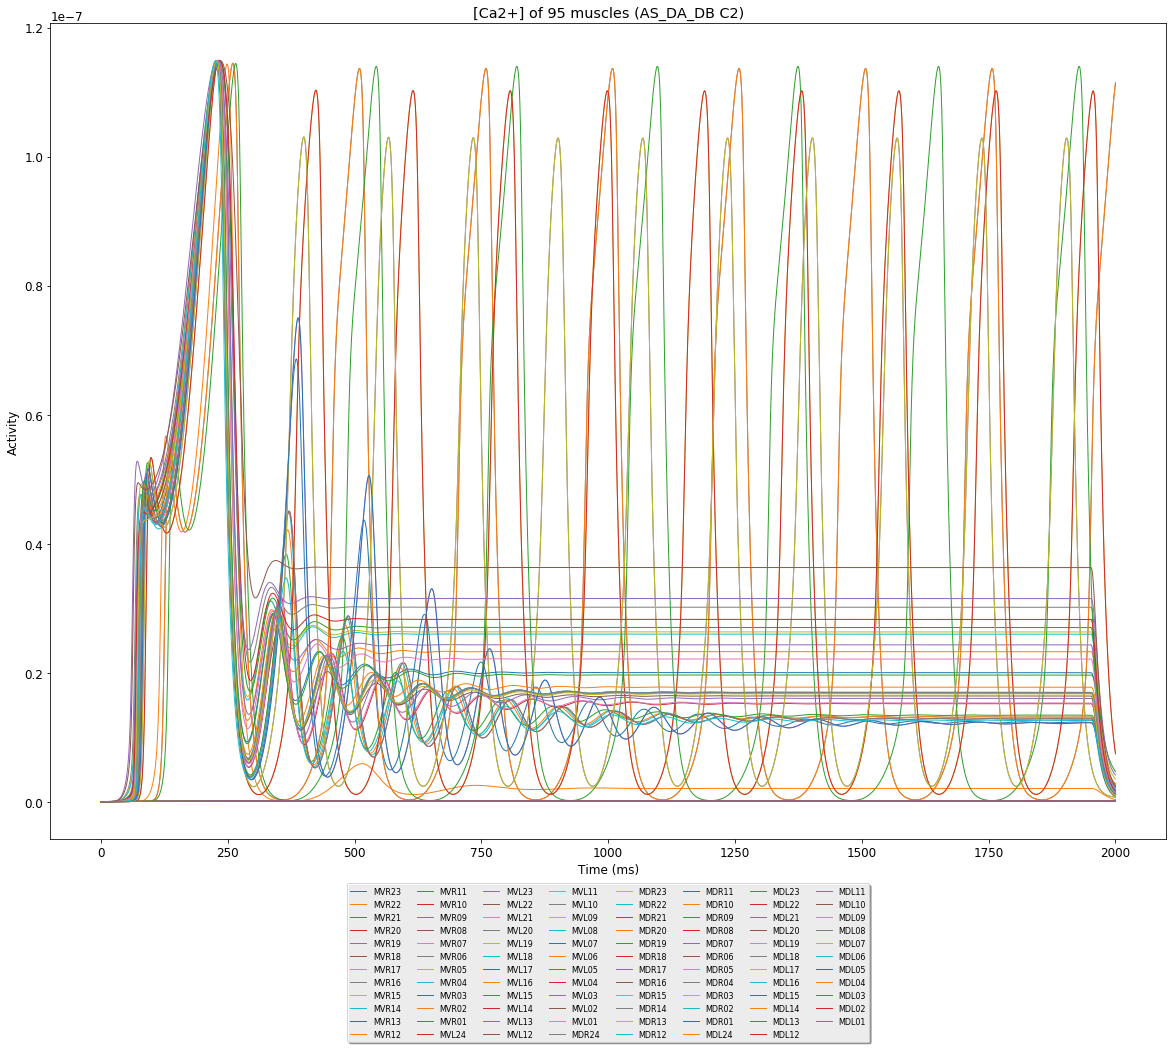 [Ca2+] of 95 muscles (AS_DA_DB C2)
1e−7
1.2
1.0
0.8
0.6
0.4
0.2
0.0
Activity
0 250 500 750 1000 1250 1500 1750 2000
Time (ms)
MVR23 MVR11 MVL23 MVL11 MDR23 MDR11 MDL23 MDL11
MVR22 MVR10 MVL22 MVL10 MDR22 MDR10 MDL22 MDL10
MVR21 MVR09 MVL21 MVL09 MDR21 MDR09 MDL21 MDL09
MVR20 MVR08 MVL20 MVL08 MDR20 MDR08 MDL20 MDL08
MVR19 MVR07 MVL19 MVL07 MDR19 MDR07 MDL19 MDL07
MVR18 MVR06 MVL18 MVL06 MDR18 MDR06 MDL18 MDL06
MVR17 MVR05 MVL17 MVL05 MDR17 MDR05 MDL17 MDL05
MVR16 MVR04 MVL16 MVL04 MDR16 MDR04 MDL16 MDL04
MVR15 MVR03 MVL15 MVL03 MDR15 MDR03 MDL15 MDL03
MVR14 MVR02 MVL14 MVL02 MDR14 MDR02 MDL14 MDL02
MVR13 MVR01 MVL13 MVL01 MDR13 MDR01 MDL13 MDL01
MVR12 MVL24 MVL12 MDR24 MDR12 MDL24 MDL12